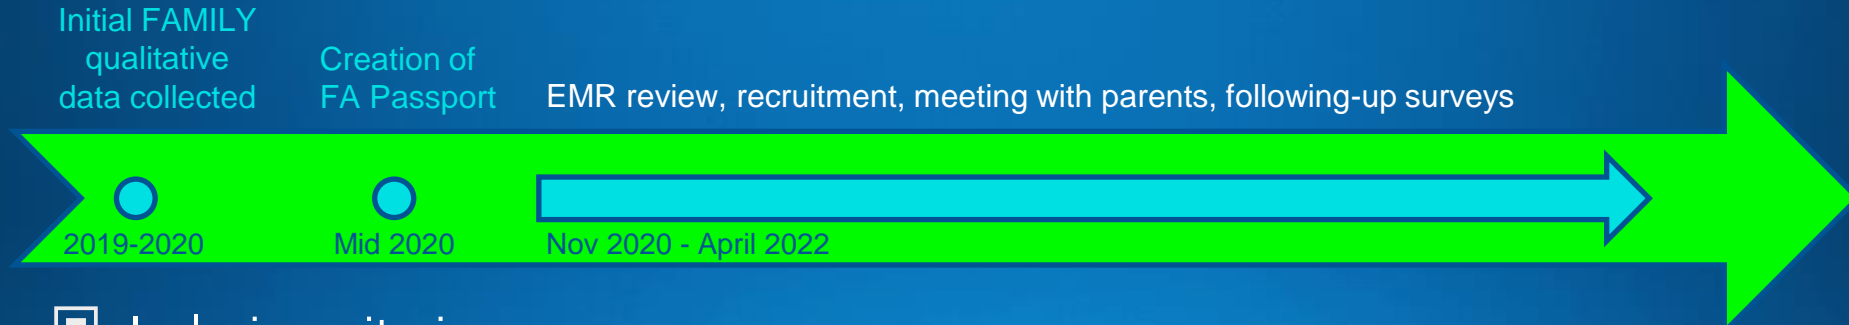 Initial FAMILY
qualitative
data collected
Creation of
FA Passport
EMR review, recruitment, meeting with parents, following-up surveys
2019-2020
Mid 2020
Nov 2020 - April 2022